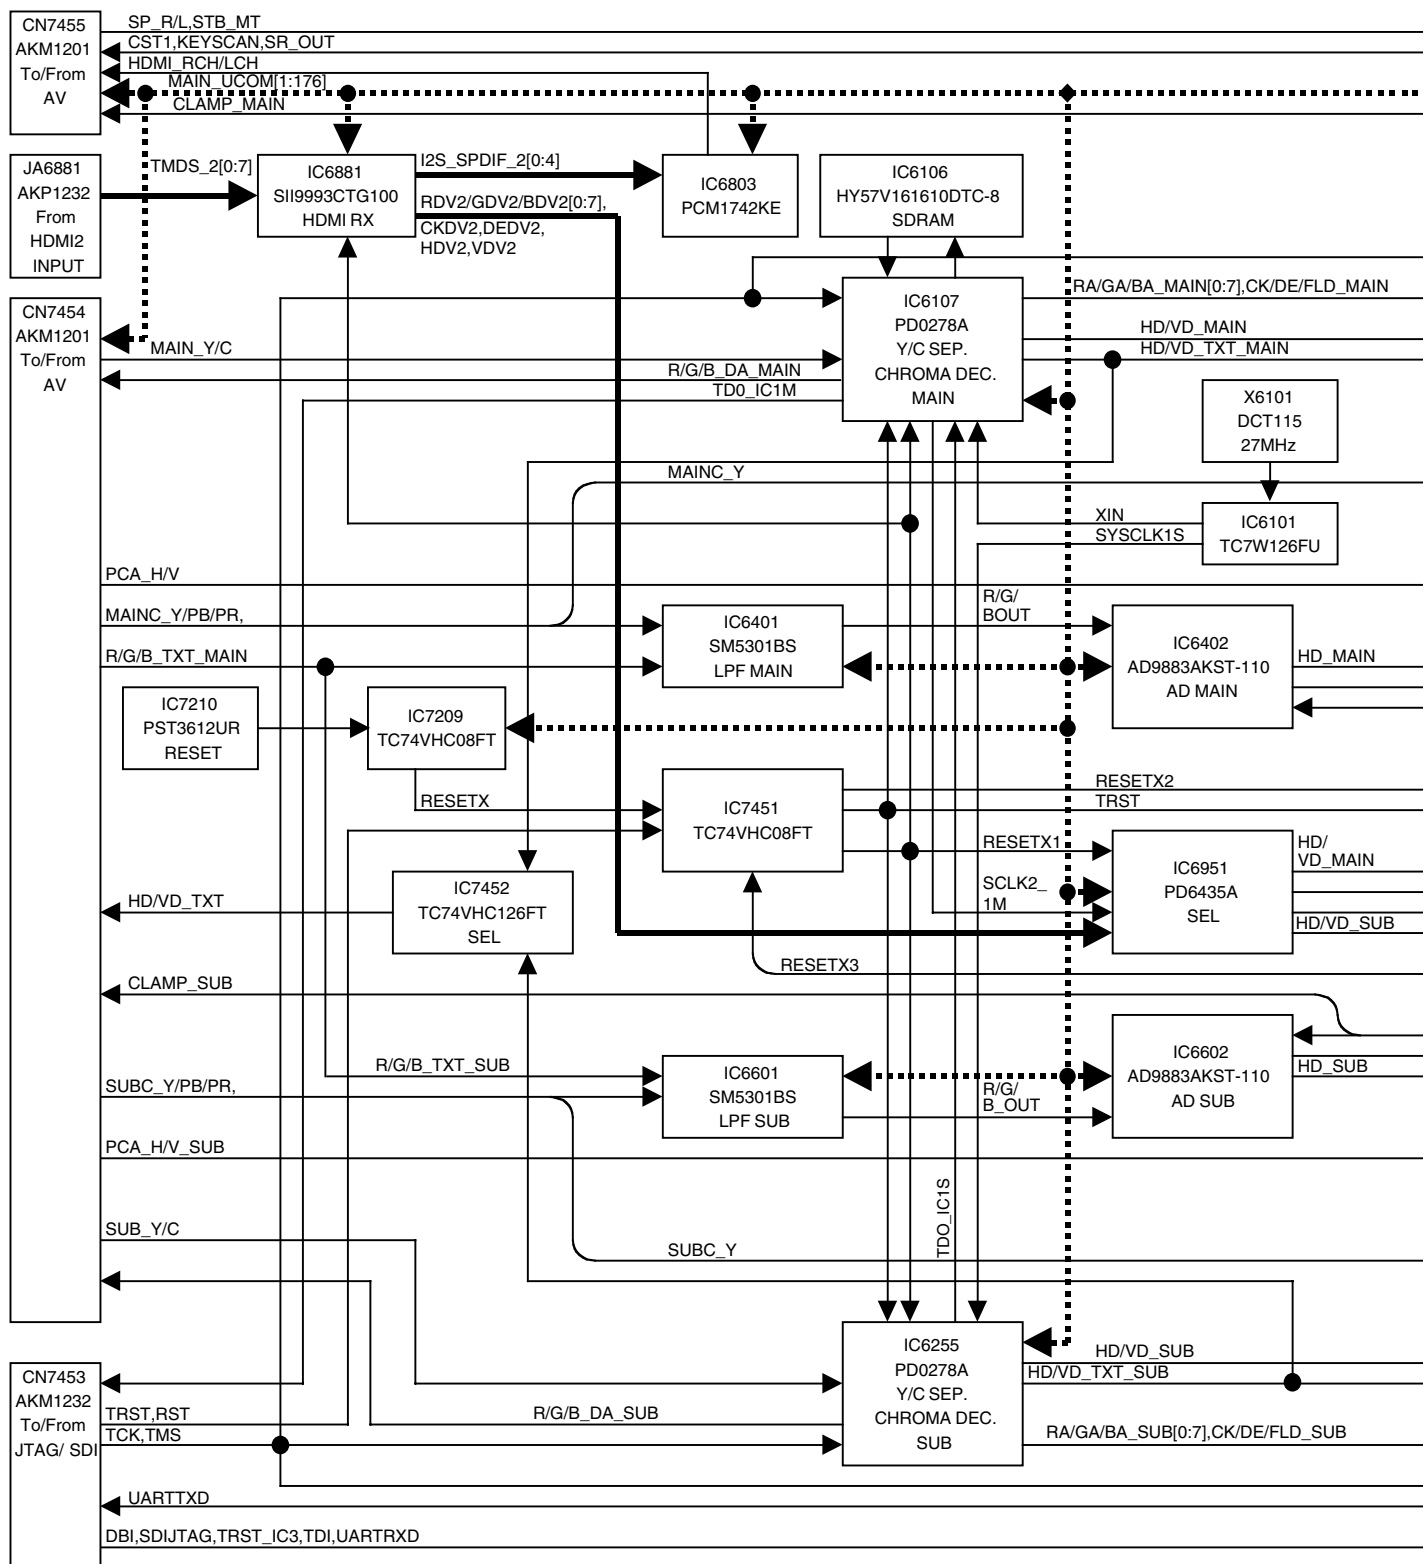 CN7455
AKM1201
To/From
AV
SP_R/L,STB_MT
CST1,KEYSCAN,SR_OUT
HDMI_RCH/LCH
MAIN_UCOM[1:176]
CLAMP_MAIN
JA6881
AKP1232
From
HDMI2
INPUT
TMDS_2[0:7]
IC6881
SII9993CTG100
HDMI RX
I2S_SPDIF_2[0:4]
RDV2/GDV2/BDV2[0:7],
CKDV2,DEDV2,
HDV2,VDV2
IC6803
PCM1742KE
IC6106
HY57V161610DTC-8
SDRAM
CN7454
AKM1201
To/From
AV
MAIN_Y/C
R/G/B_DA_MAIN
TD0_IC1M
IC6107
PD0278A
Y/C SEP.
CHROMA DEC.
MAIN
RA/GA/BA_MAIN[0:7],CK/DE/FLD_MAIN
HD/VD_MAIN
HD/VD_TXT_MAIN
X6101
DCT115
27MHz
MAINC_Y
XIN
SYSCLK1S
IC6101
TC7W126FU
PCA_H/V
MAINC_Y/PB/PR,
R/G/B_TXT_MAIN
IC6401
SM5301BS
LPF MAIN
R/G/
BOUT
IC6402
AD9883AKST-110
AD MAIN
HD_MAIN
IC7210
PST3612UR
RESET
IC7209
TC74VHC08FT
RESETX
IC7451
TC74VHC08FT
RESETX2
TRST
RESETX1
SCLK2_
1M
IC6951
PD6435A
SEL
HD/
VD_MAIN
HD/VD_SUB
HD/VD_TXT
IC7452
TC74VHC126FT
SEL
RESETX3
CLAMP_SUB
R/G/B_TXT_SUB
SUBC_Y/PB/PR,
IC6601
SM5301BS
LPF SUB
R/G/
B_OUT
IC6602
AD9883AKST-110
AD SUB
HD_SUB
PCA_H/V_SUB
SUB_Y/C
SUBC_Y
TDO_IC1S
IC6255
PD0278A
Y/C SEP.
CHROMA DEC.
SUB
HD/VD_SUB
HD/VD_TXT_SUB
RA/GA/BA_SUB[0:7],CK/DE/FLD_SUB
CN7453
AKM1232
To/From
JTAG/ SDI
TRST,RST
TCK,TMS
R/G/B_DA_SUB
UARTTXD
DBI,SDIJTAG,TRST_IC3,TDI,UARTRXD